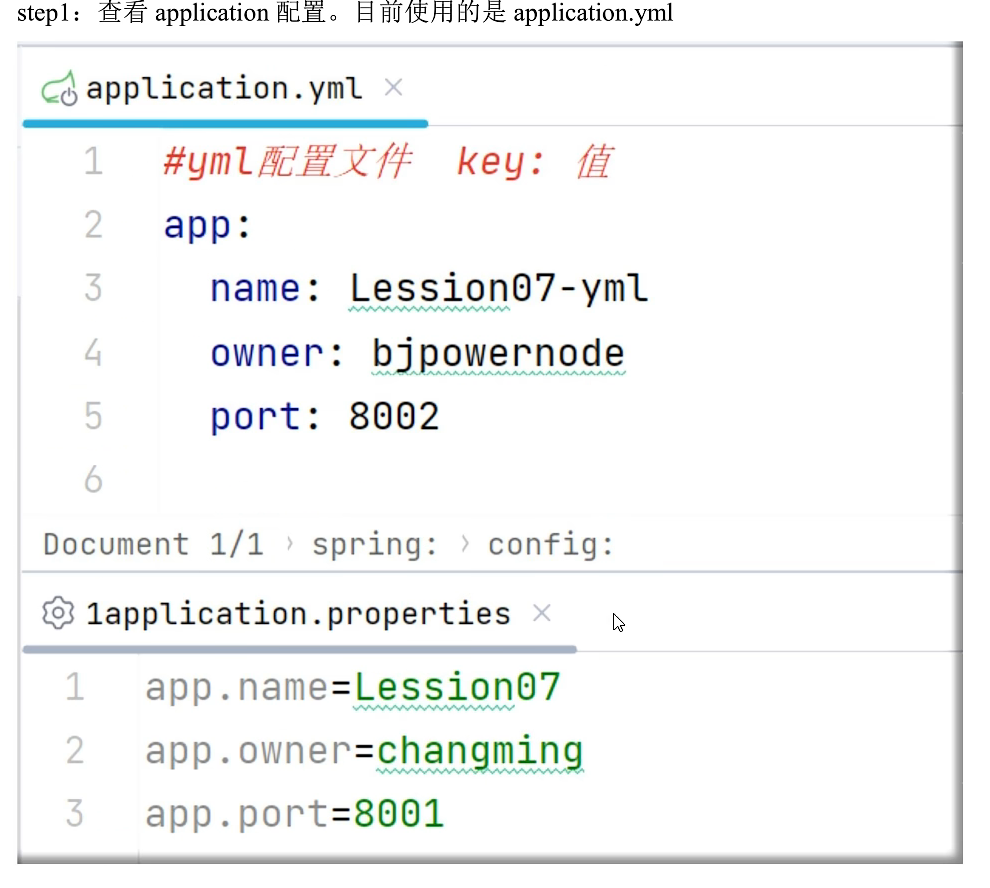 step1：查看 application 配置。目前使用的是 application.yml
application.yml ×
1 #yml配置文件 key: 值
2 app:
3 name: Lession07-yml
4 owner: bjpowernode
5 port: 8002
6
Document 1/1 › spring: › config:
1application.properties ×
1 app.name=Lession07
2 app.owner=changming
3 app.port=8001